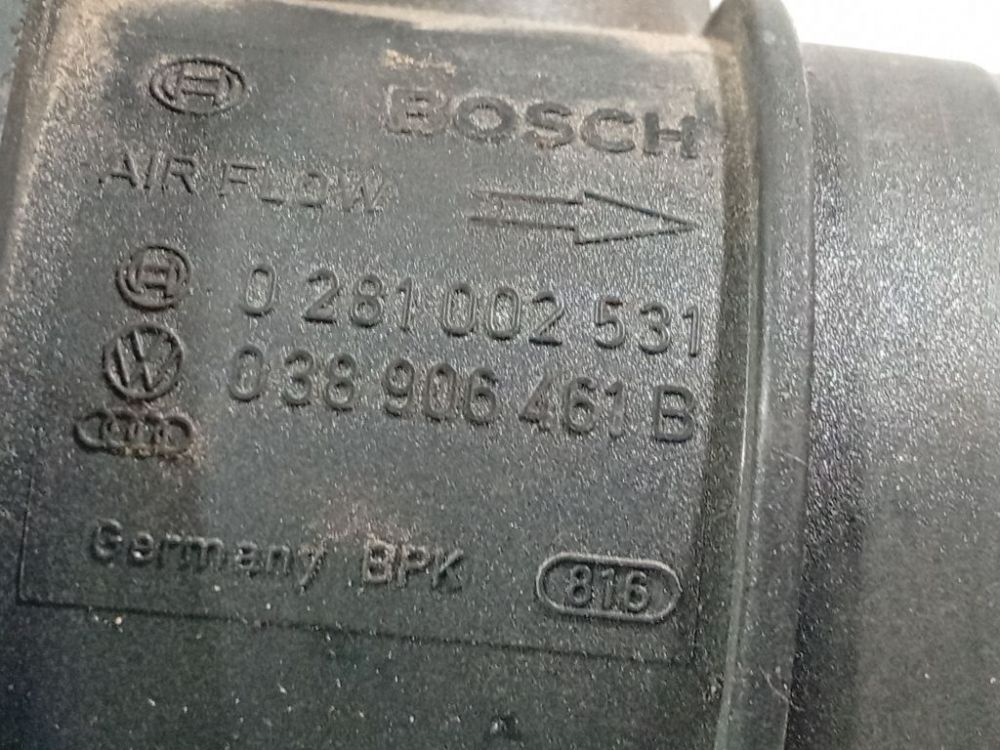 BOSCH
AIR FLOW
0 281 002 531
038 906 461 B
Germany BPK 816